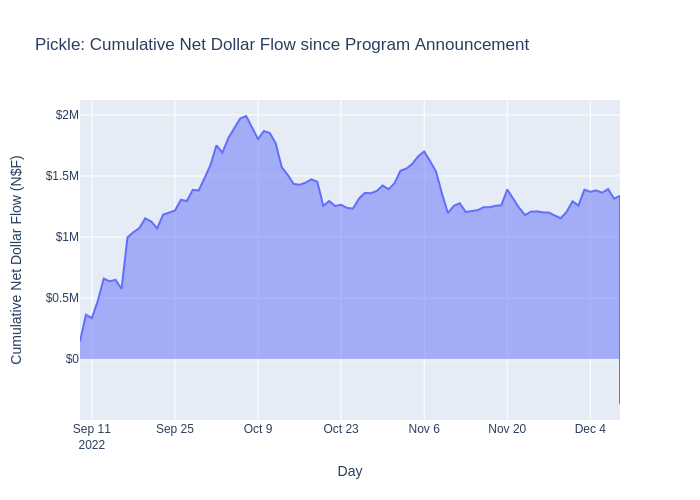 Pickle: Cumulative Net Dollar Flow since Program Announcement
Cumulative Net Dollar Flow (N$F)
$2M
$1.5M
$1M
$0.5M
$0
Sep 11
2022
Sep 25
Oct 9
Oct 23
Nov 6
Nov 20
Dec 4
Day